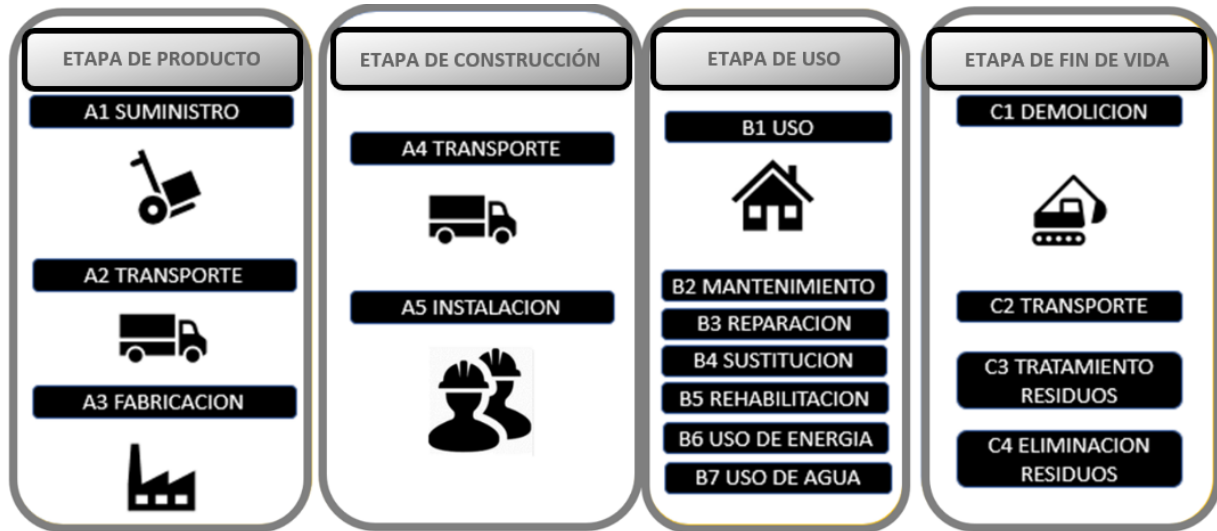 ETAPA DE PRODUCTO
A1 SUMINISTRO
A2 TRANSPORTE
A3 FABRICACION
ETAPA DE CONSTRUCCIÓN
A4 TRANSPORTE
A5 INSTALACION
ETAPA DE USO
B1 USO
B2 MANTENIMIENTO
B3 REPARACION
B4 SUSTITUCION
B5 REHABILITACION
B6 USO DE ENERGIA
B7 USO DE AGUA
ETAPA DE FIN DE VIDA
C1 DEMOLICION
C2 TRANSPORTE
C3 TRATAMIENTO
RESIDUOS
C4 ELIMINACION
RESIDUOS